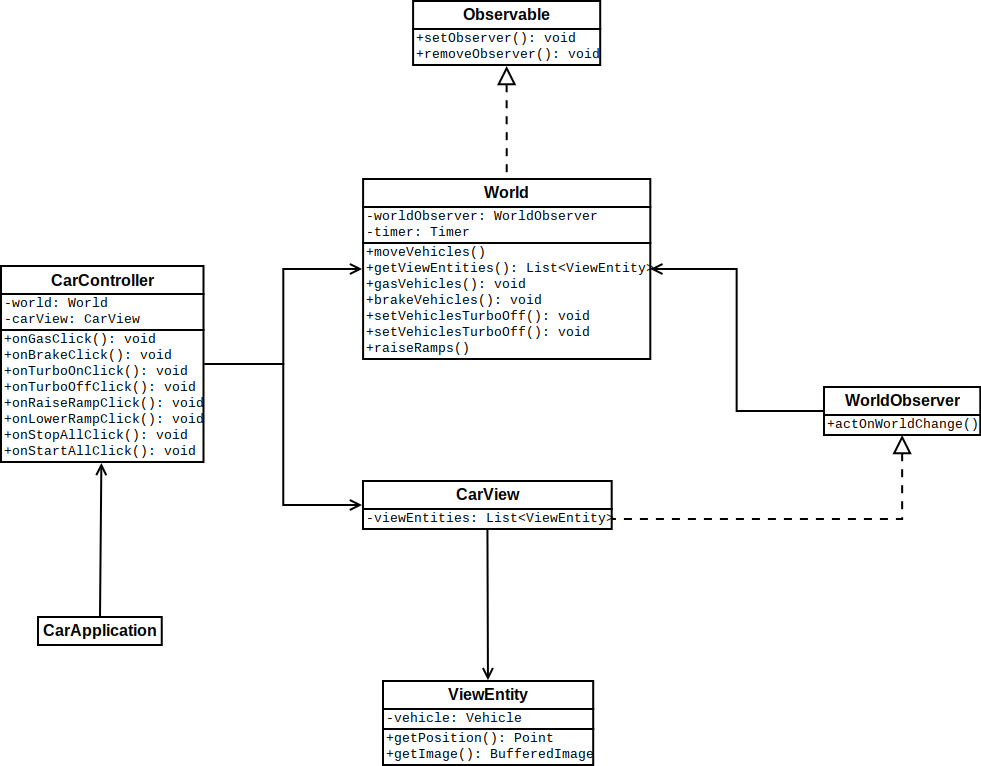 Observable
+setObserver(): void
+removeObserver(): void
World
-worldObserver: WorldObserver
-timer: Timer
+moveVehicles()
+getViewEntities(): List<ViewEntity>
+gasVehicles(): void
+brakeVehicles(): void
+setVehiclesTurboOff(): void
+setVehiclesTurboOff(): void
+raiseRamps()
CarController
-world: World
-carView: CarView
+onGasClick(): void
+onBrakeClick(): void
+onTurboOnClick(): void
+onTurboOffClick(): void
+onRaiseRampClick(): void
+onLowerRampClick(): void
+onStopAllClick(): void
+onStartAllClick(): void
WorldObserver
+actOnWorldChange()
CarView
-viewEntities: List<ViewEntity>
CarApplication
ViewEntity
-vehicle: Vehicle
+getPosition(): Point
+getImage(): BufferedImage